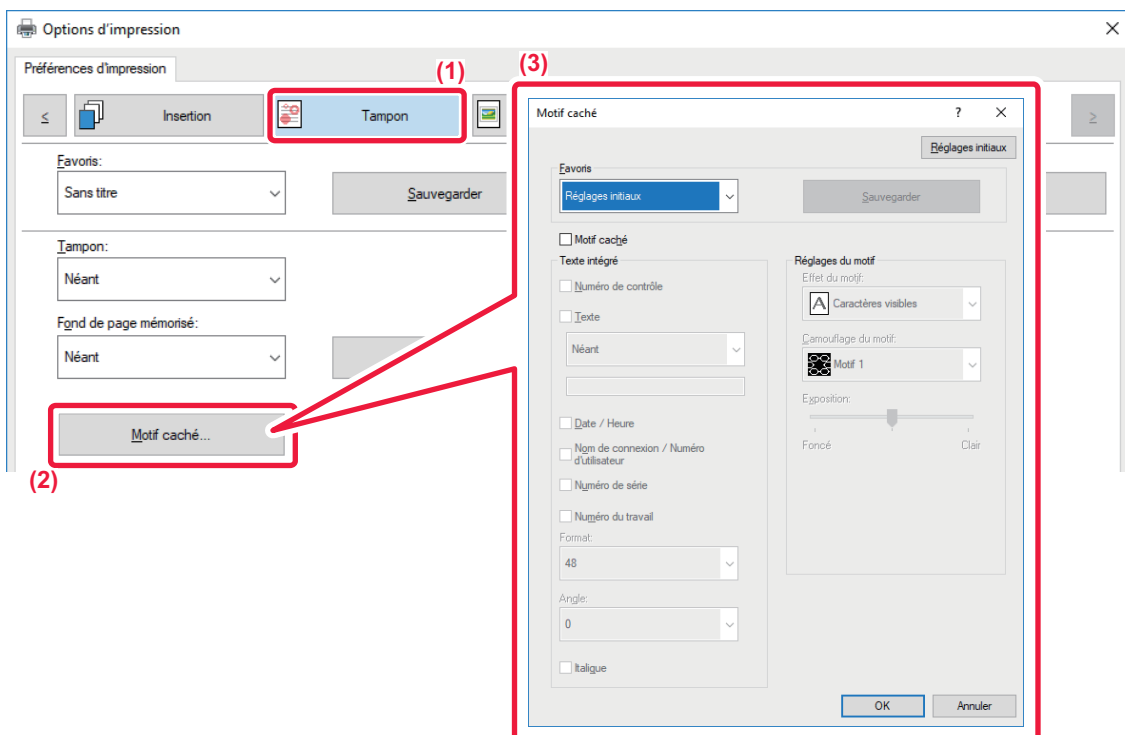 Options d'impression
Préférences d'impression
(1)
(3)
<
Insertion
Tampon
>
Favoris:
Sans titre
Sauvegarder
Tampon:
Néant
Fond de page mémorisé:
Néant
Motif caché...
(2)
Motif caché
?
Réglages initiaux
Favoris
Réglages initiaux
Sauvegarder
Motif caché
Texte intégré
Numéro de contrôle
Texte
Néant
Date / Heure
Nom de connexion / Numéro
d'utilisateur
Numéro de série
Numéro du travail
Format:
48
Angle:
0
Italique
Réglages du motif
Effet du motif:
A
Caractères visibles
Camouflage du motif:
Motif 1
Exposition:
Foncé
Clair
OK
Annuler